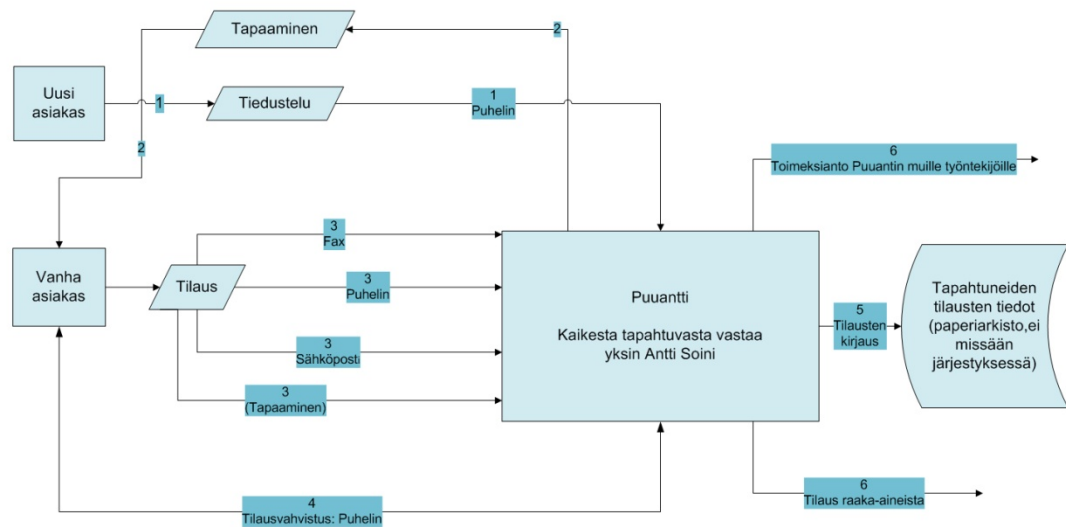 Tapaaminen
2
Uusi
asiakas
1
Tiedustelu
1
Puhelin
2
6
Toimeksianto Puuantin muille työntekijöille
Vanha
asiakas
Tilaus
3
Fax
3
Puhelin
3
Sähköposti
3
(Tapaaminen)
Puuantti
Kaikesta tapahtuvasta vastaa
yksin Antti Soini
5
Tilausten
kirjaus
Tapahtuneiden
tilausten tiedot
(paperiarkisto,ei
missään
järjestyksessä)
4
Tilausvahvistus: Puhelin
6
Tilaus raaka-aineista